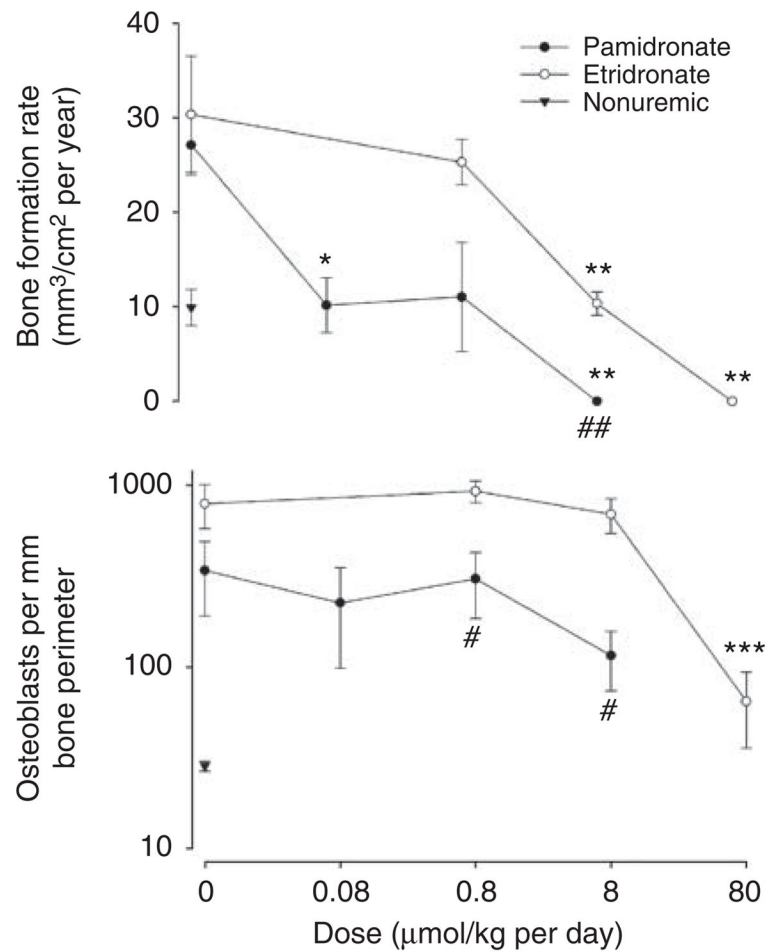 40
30
20
10
0
Bone formation rate
(mm³/cm² per year)
Pamidronate
Etridronate
Nonuremic
*
**
**
**
##
1000
100
10
Osteoblasts per mm
bone perimeter
#
#
***
0 0.08 0.8 8 80
Dose (μmol/kg per day)